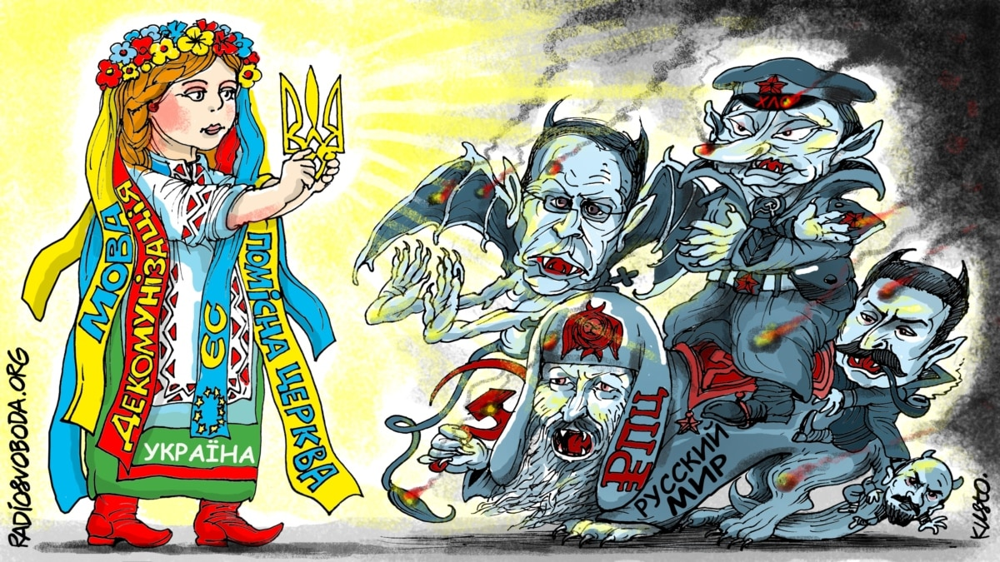 МОВА
ДЕКОМУНІЗАЦІЯ
ЄС
ПОМІСНА ЦЕРКВА
УКРАЇНА
RADIOSVOBODA.ORG
ХЛО
РПЦ
РУССКИЙ
МИР
Kusto.